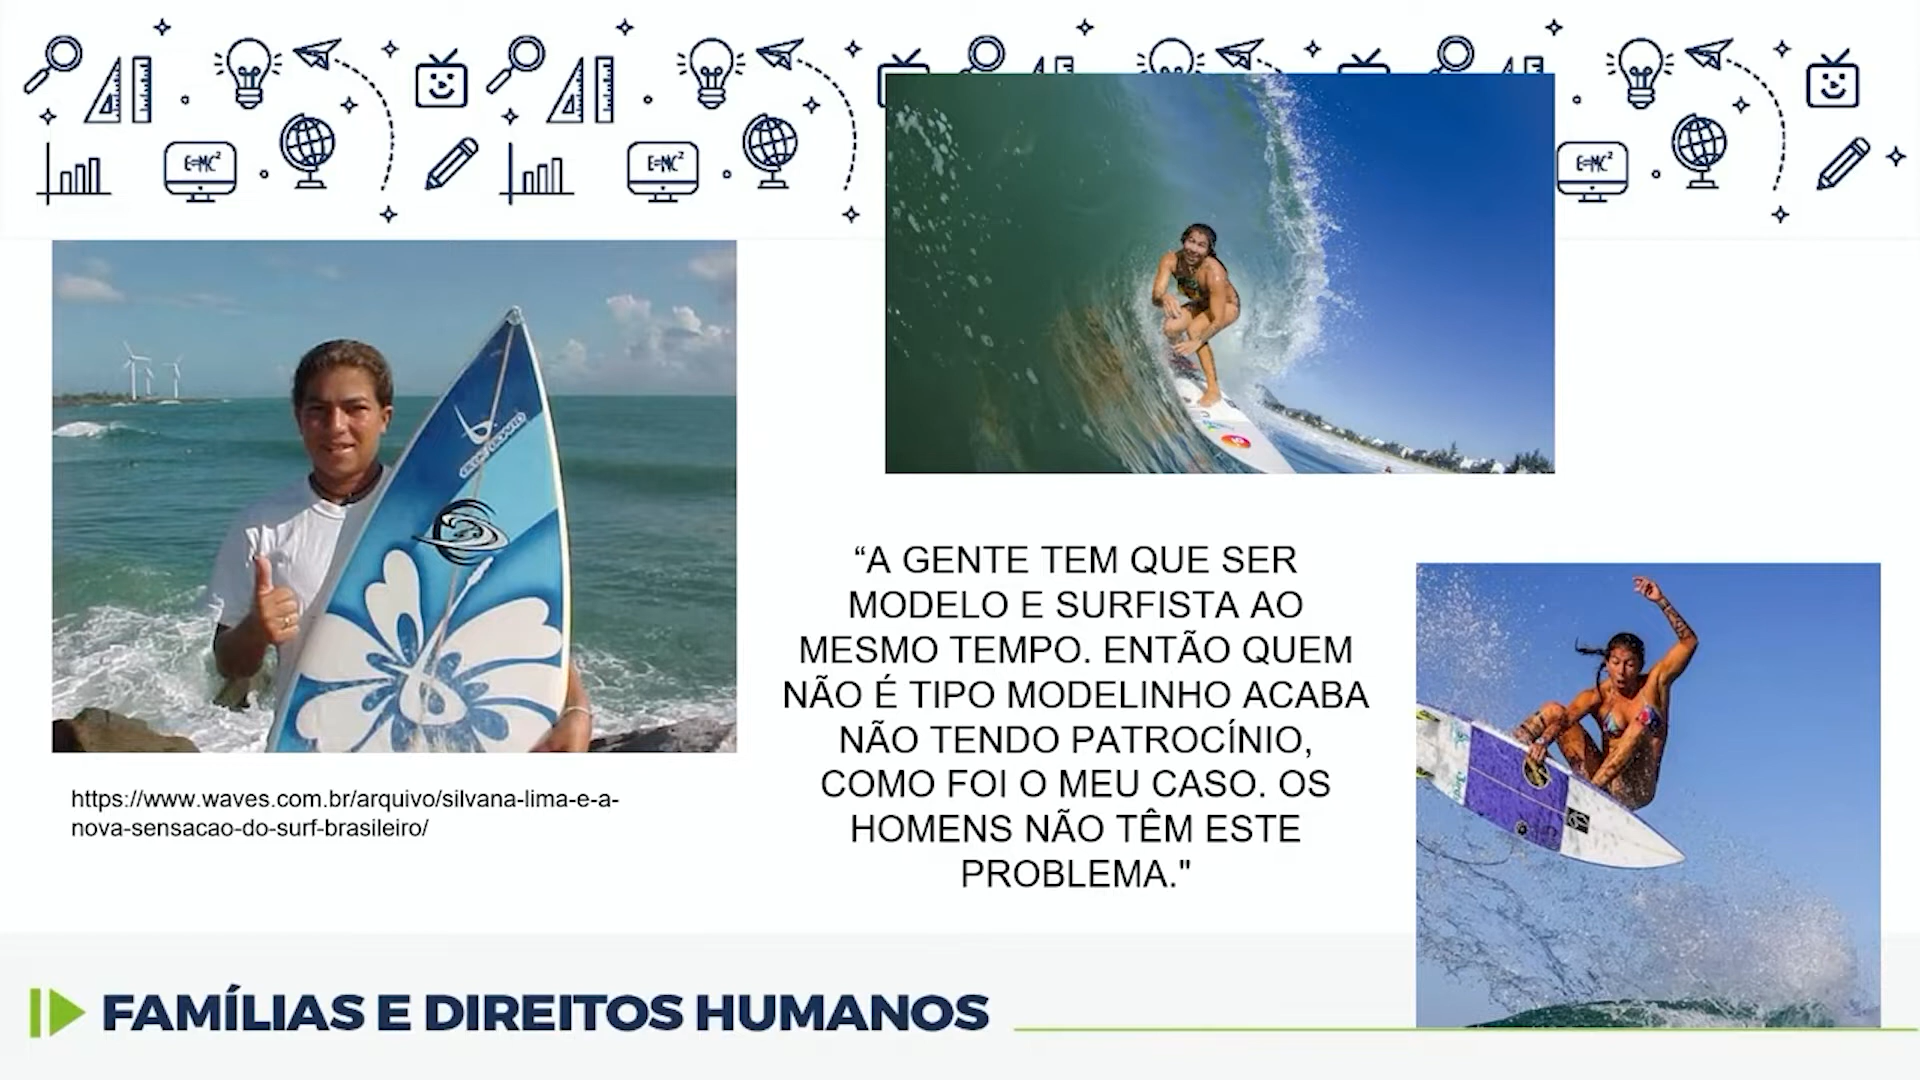 E=MC²
E=MC²
E=MC²
“A GENTE TEM QUE SER
MODELO E SURFISTA AO
MESMO TEMPO. ENTÃO QUEM
NÃO É TIPO MODELINHO ACABA
NÃO TENDO PATROCÍNIO,
COMO FOI O MEU CASO. OS
HOMENS NÃO TÊM ESTE
PROBLEMA."
https://www.waves.com.br/arquivo/silvana-lima-e-a-
nova-sensacao-do-surf-brasileiro/
FAMÍLIAS E DIREITOS HUMANOS